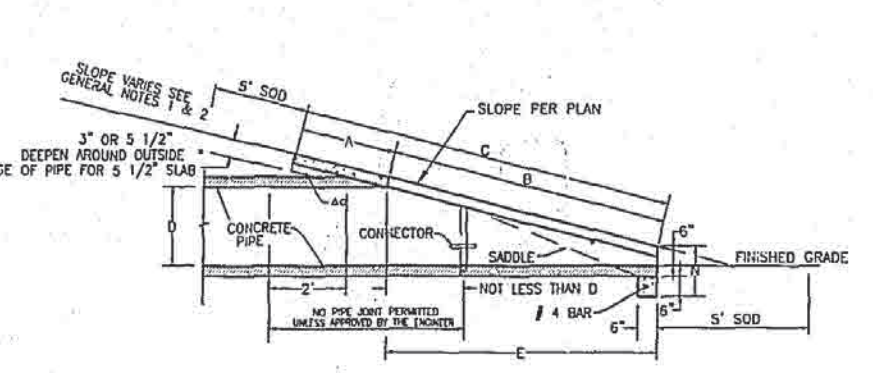 SLOPE VARIES SEE
GENERAL NOTES 1 & 2
5' SOD
SLOPE PER PLAN
3" OR 5 1/2"
DEEPEN AROUND OUTSIDE
GE OF PIPE FOR 5 1/2" SLAB
A
C
B
D
CONCRETE
PIPE
CONNECTOR
SADDLE
6"
N
FINISHED GRADE
2'
NOT LESS THAN D
NO PIPE JOINT PERMITTED
UNLESS APPROVED BY THE ENGINEER
4 BAR
6"
6"
5' SOD
E